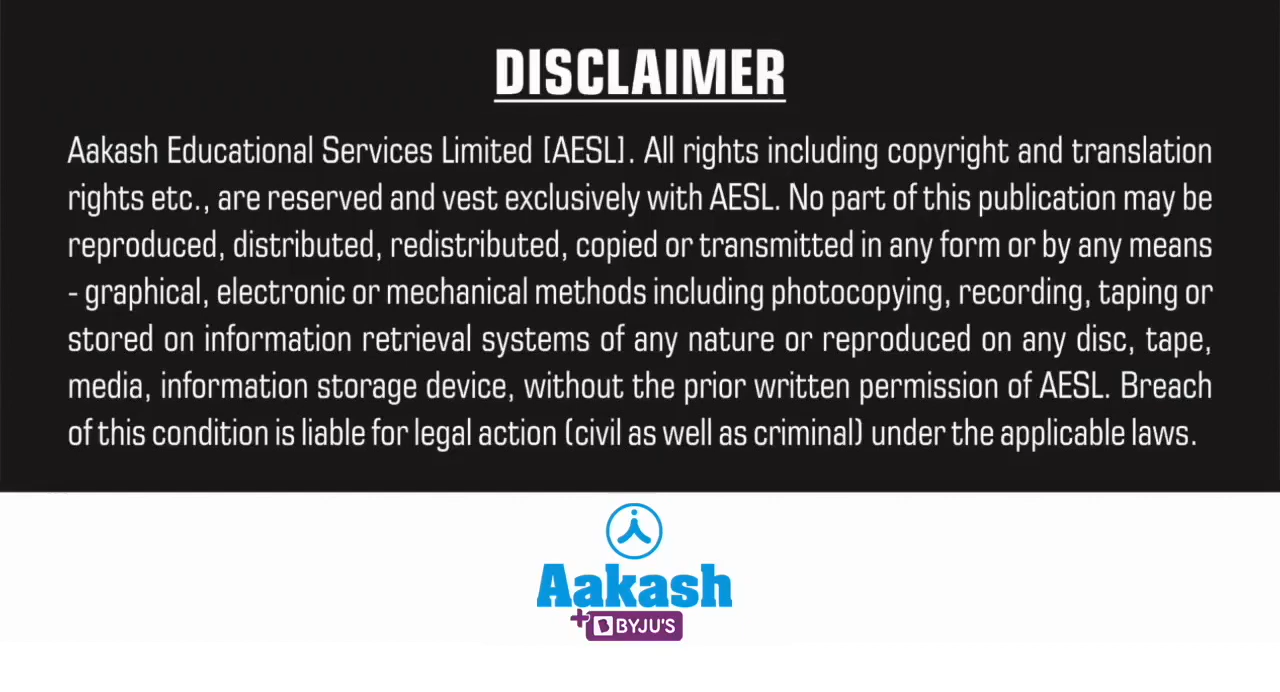 DISCLAIMER
Aakash Educational Services Limited [AESL]. All rights including copyright and translation
rights etc., are reserved and vest exclusively with AESL. No part of this publication may be
reproduced, distributed, redistributed, copied or transmitted in any form or by any means
- graphical, electronic or mechanical methods including photocopying, recording, taping or
stored on information retrieval systems of any nature or reproduced on any disc, tape,
media, information storage device, without the prior written permission of AESL. Breach
of this condition is liable for legal action (civil as well as criminal) under the applicable laws.
Aakash
+ BYJU'S